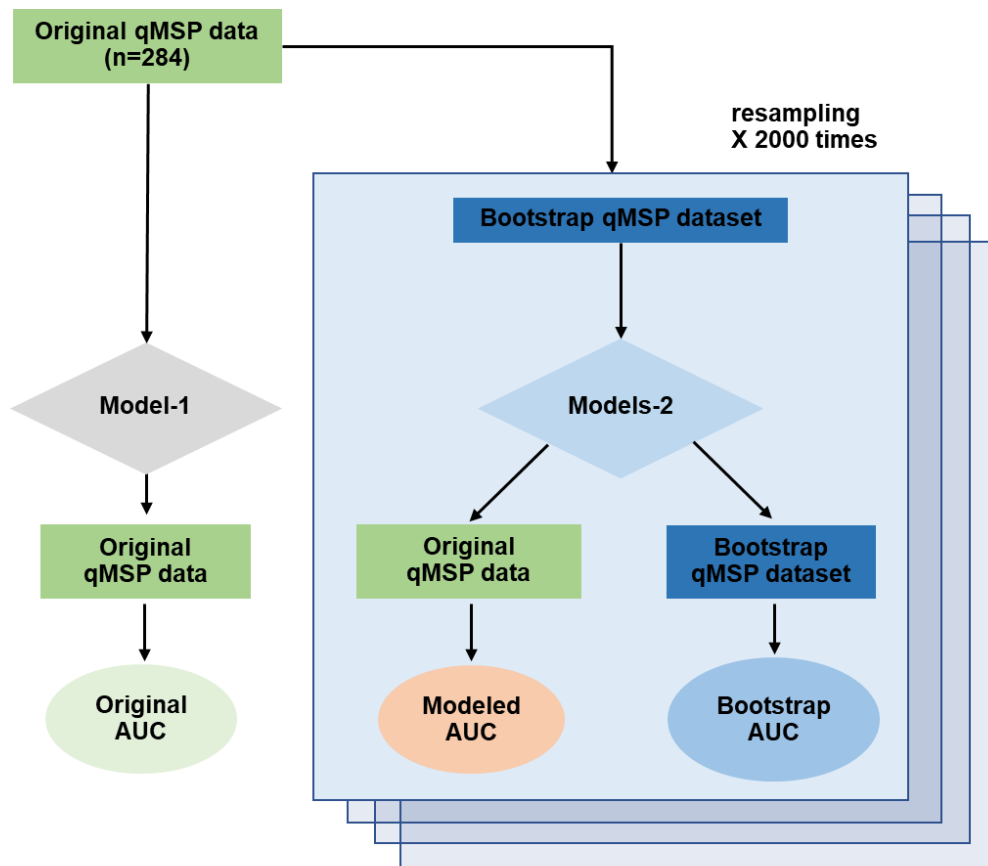 Original qMSP data
(n=284)
resampling
X 2000 times
Bootstrap qMSP dataset
Model-1
Models-2
Original
qMSP data
Original
qMSP data
Bootstrap
qMSP dataset
Original
AUC
Modeled
AUC
Bootstrap
AUC